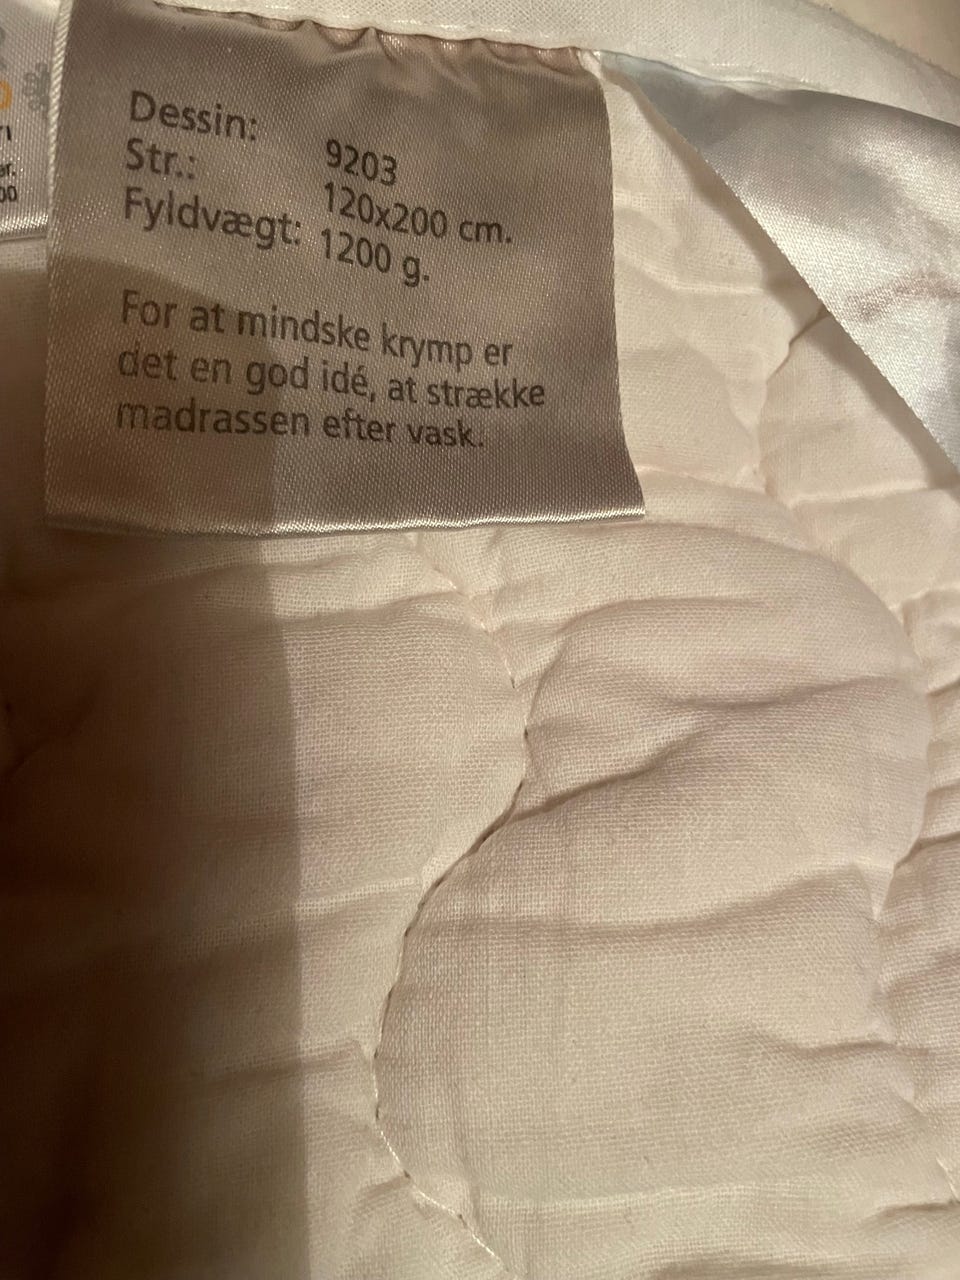 Dessin: 9203
Str.: 120x200 cm.
Fyldvægt: 1200 g.
For at mindske krymp er
det en god idé, at strække
madrassen efter vask.